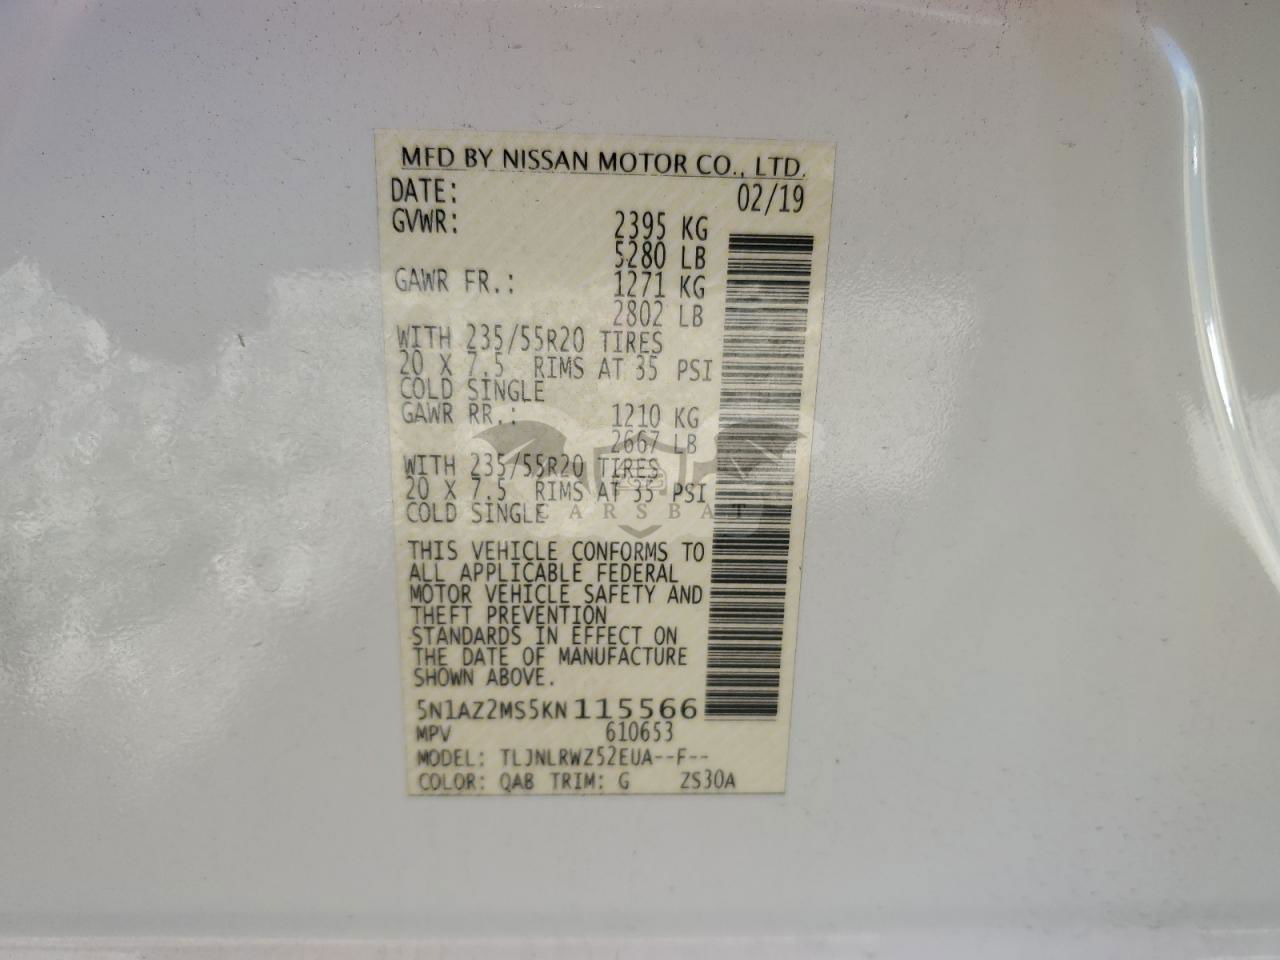 MFD BY NISSAN MOTOR CO., LTD.
DATE: 02/19
GVWR: 2395 KG
5280 LB
GAWR FR.: 1271 KG
2802 LB
WITH 235/55R20 TIRES
20 X 7.5 RIMS AT 35 PSI
COLD SINGLE
GAWR RR.: 1210 KG
2667 LB
WITH 235/55R20 TIRES
20 X 7.5 RIMS AT 35 PSI
COLD SINGLE
CARSBAT
THIS VEHICLE CONFORMS TO
ALL APPLICABLE FEDERAL
MOTOR VEHICLE SAFETY AND
THEFT PREVENTION
STANDARDS IN EFFECT ON
THE DATE OF MANUFACTURE
SHOWN ABOVE.
5N1AZ2MS5KN115566
MPV 610653
MODEL: TLJNLRWZ52EUA--F--
COLOR: QAB TRIM: G ZS30A